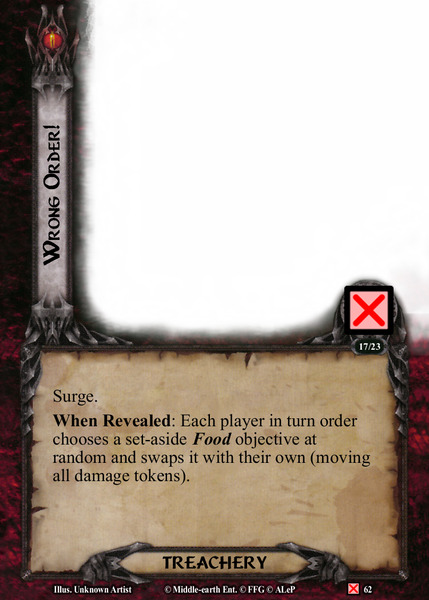 Wrong Order!
17/23
Surge.
When Revealed: Each player in turn order
chooses a set-aside Food objective at
random and swaps it with their own (moving
all damage tokens).
TREACHERY
Illus. Unknown Artist © Middle-earth Ent. © FFG © ALeP 62